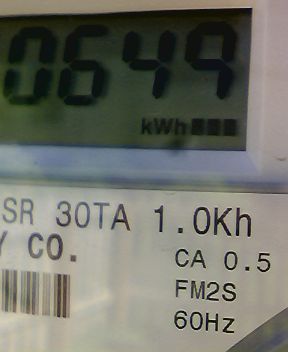 0649
kWh
SR 30TA 1.0Kh
Y CO.
CA 0.5
FM2S
60Hz